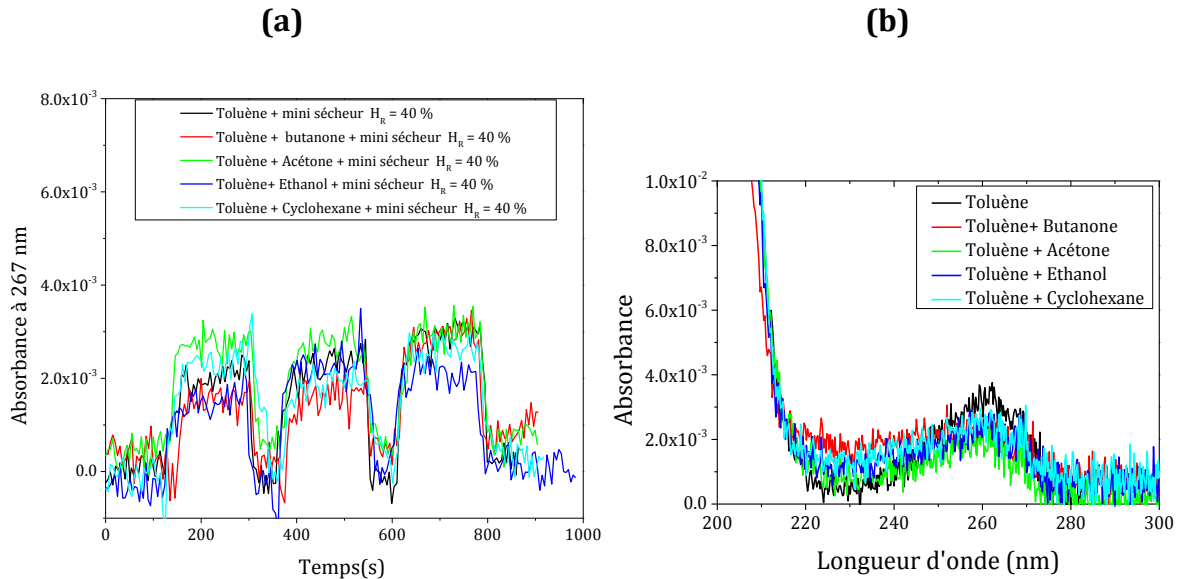 (a)
8.0x10⁻³
6.0x10⁻³
4.0x10⁻³
2.0x10⁻³
0.0
Absorbance à 267 nm
Toluène + mini sécheur H_R = 40 %
Toluène + butanone + mini sécheur H_R = 40 %
Toluène + Acétone + mini sécheur H_R = 40 %
Toluène+ Ethanol + mini sécheur H_R = 40 %
Toluène + Cyclohexane + mini sécheur H_R = 40 %
0 200 400 600 800 1000
Temps(s)
(b)
1.0x10⁻²
8.0x10⁻³
6.0x10⁻³
4.0x10⁻³
2.0x10⁻³
0.0
Absorbance
Toluène
Toluène+ Butanone
Toluène + Acétone
Toluène + Ethanol
Toluène + Cyclohexane
200 220 240 260 280 300
Longueur d'onde (nm)